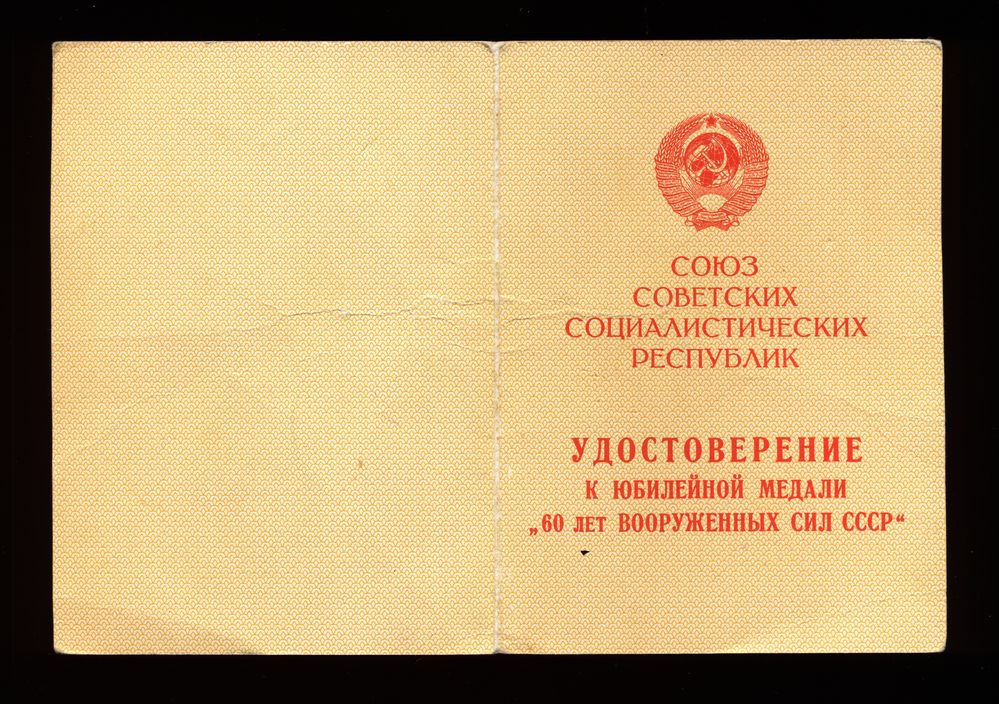 СОЮЗ
СОВЕТСКИХ
СОЦИАЛИСТИЧЕСКИХ
РЕСПУБЛИК
УДОСТОВЕРЕНИЕ
К ЮБИЛЕЙНОЙ МЕДАЛИ
„60 ЛЕТ ВООРУЖЕННЫХ СИЛ СССР“